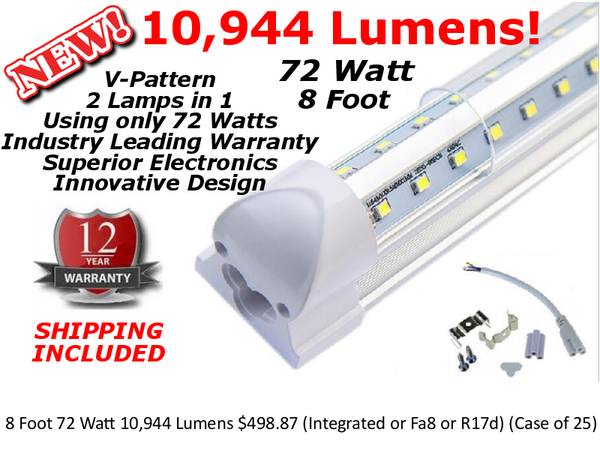 NEW!
10,944 Lumens!
V-Pattern
72 Watt
2 Lamps in 1
8 Foot
Using only 72 Watts
Industry Leading Warranty
Superior Electronics
Innovative Design
12
YEAR
WARRANTY
SHIPPING
INCLUDED
8 Foot 72 Watt 10,944 Lumens $498.87 (Integrated or Fa8 or R17d) (Case of 25)